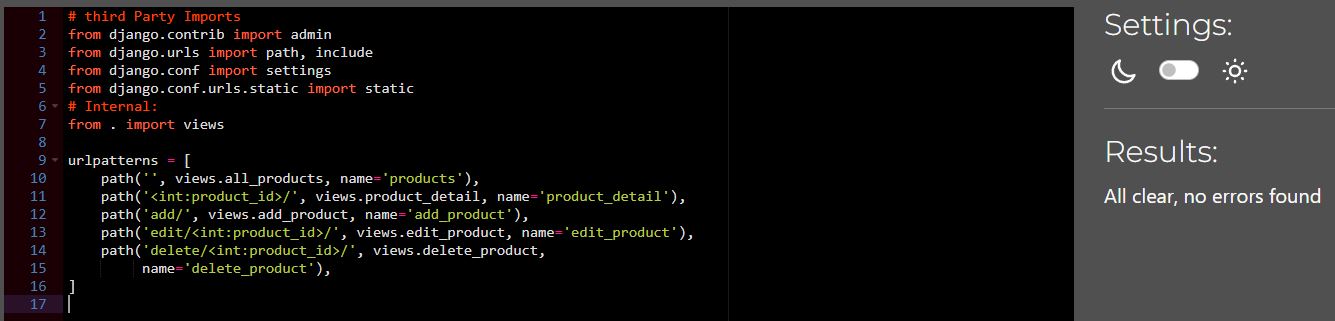 1 # third Party Imports
2 from django.contrib import admin
3 from django.urls import path, include
4 from django.conf import settings
5 from django.conf.urls.static import static
6 # Internal:
7 from . import views
8
9 urlpatterns = [
10     path('', views.all_products, name='products'),
11     path('<int:product_id>/', views.product_detail, name='product_detail'),
12     path('add/', views.add_product, name='add_product'),
13     path('edit/<int:product_id>/', views.edit_product, name='edit_product'),
14     path('delete/<int:product_id>/', views.delete_product,
15          name='delete_product'),
16 ]
17
Settings:
Results:
All clear, no errors found